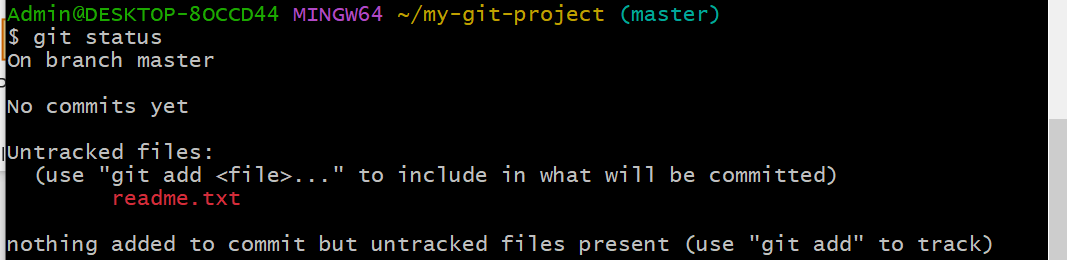 Admin@DESKTOP-8OCCD44 MINGW64 ~/my-git-project (master)
$ git status
On branch master
No commits yet
Untracked files:
  (use "git add <file>..." to include in what will be committed)
        readme.txt
nothing added to commit but untracked files present (use "git add" to track)